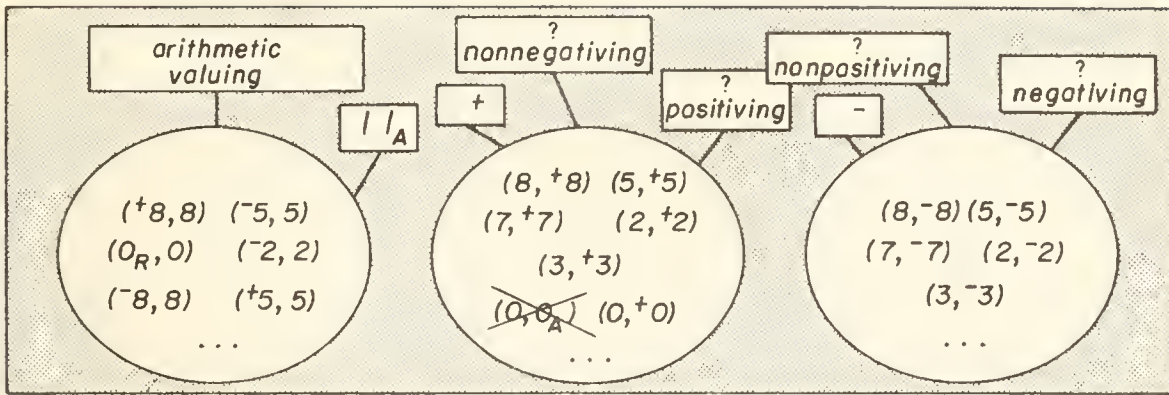 arithmetic
valuing
| |A
+
?
nonnegativing
?
positiving
?
nonpositiving
-
?
negativing
(⁺8, 8) (⁻5, 5)
(0R, 0) (⁻2, 2)
(⁻8, 8) (⁺5, 5)
...
(8, ⁺8) (5, ⁺5)
(7, ⁺7) (2, ⁺2)
(3, ⁺3)
(0, 0A) (0, ⁺0)
...
(8, ⁻8) (5, ⁻5)
(7, ⁻7) (2, ⁻2)
(3, ⁻3)
...